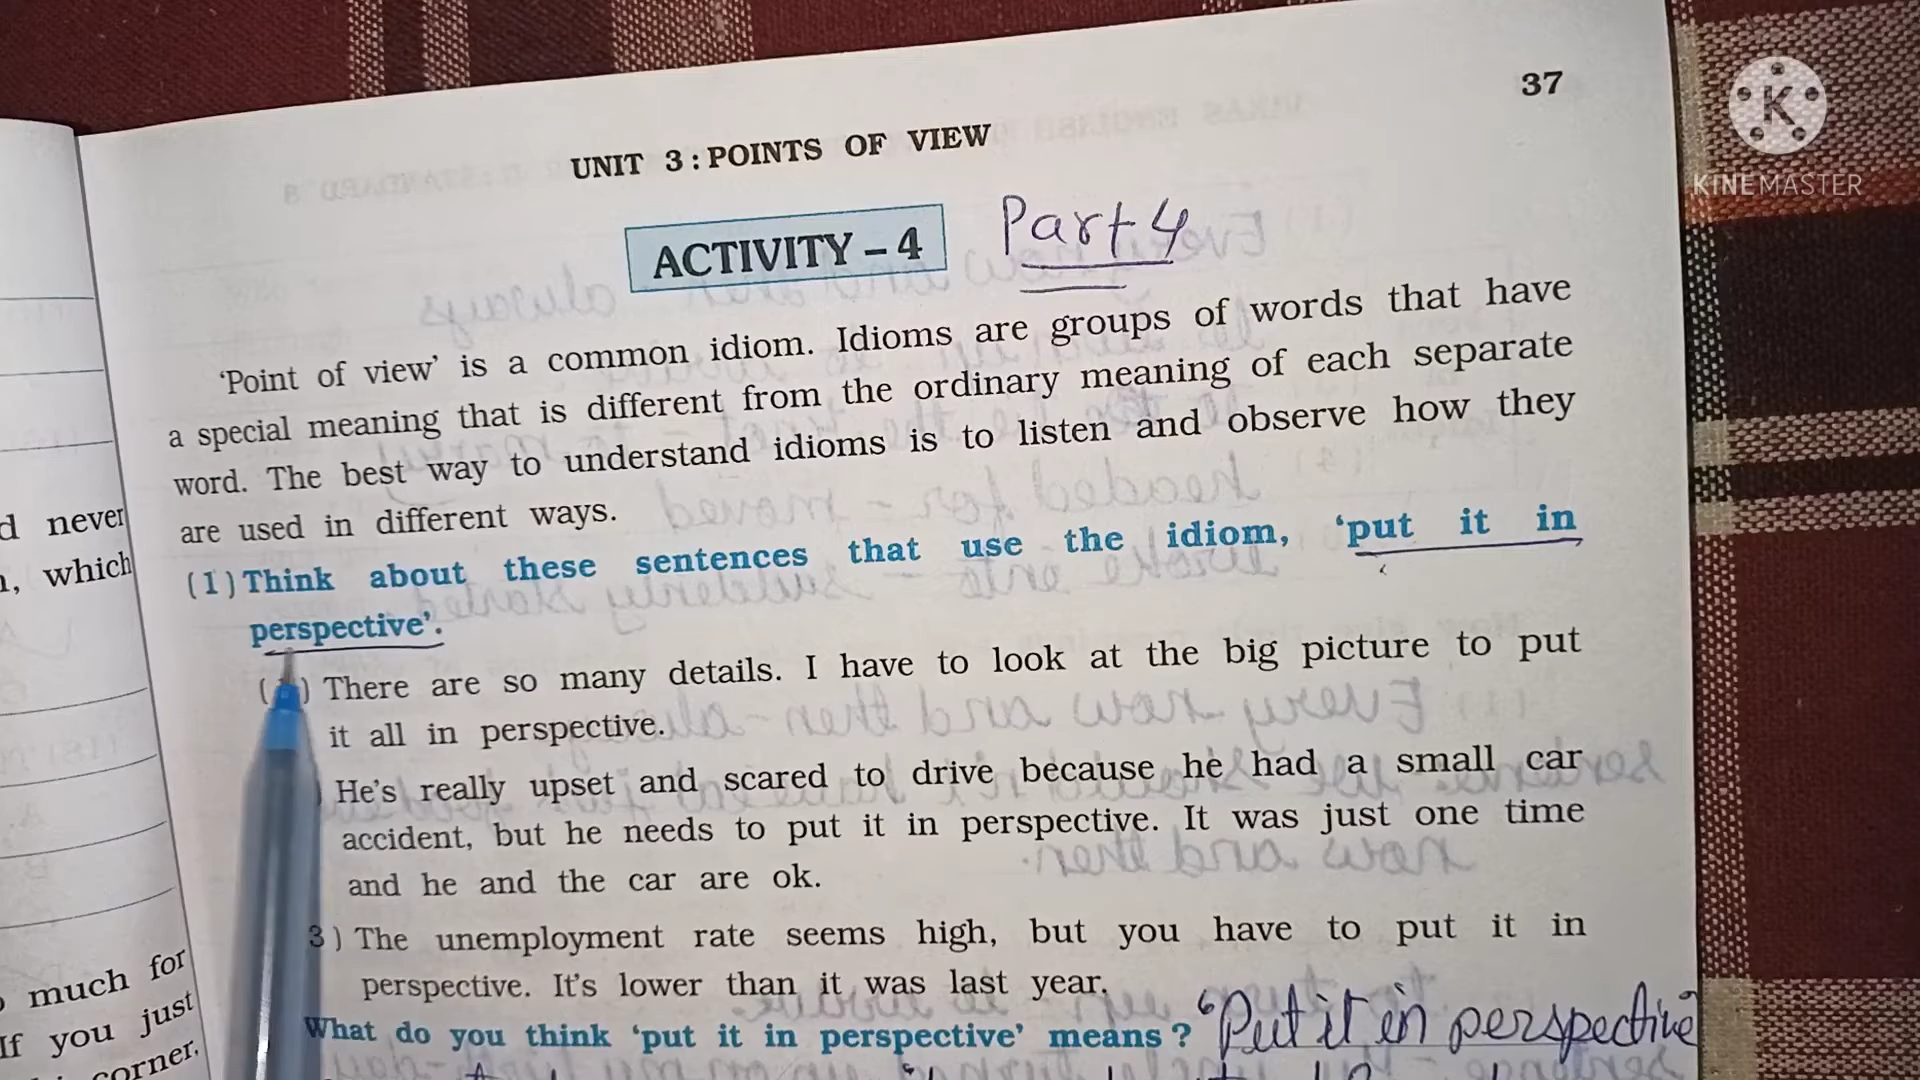 37
UNIT 3 : POINTS OF VIEW
ACTIVITY – 4 Part 4
‘Point of view’ is a common idiom. Idioms are groups of words that have
a special meaning that is different from the ordinary meaning of each separate
word. The best way to understand idioms is to listen and observe how they
are used in different ways.
(1) Think about these sentences that use the idiom, ‘put it in
perspective’.
( ) There are so many details. I have to look at the big picture to put
it all in perspective.
) He's really upset and scared to drive because he had a small car
accident, but he needs to put it in perspective. It was just one time
and he and the car are ok.
3) The unemployment rate seems high, but you have to put it in
perspective. It's lower than it was last year.
What do you think ‘put it in perspective’ means ? “Put it in perspective”
d never
, which
much for
If you just
corner.
KINEMASTER